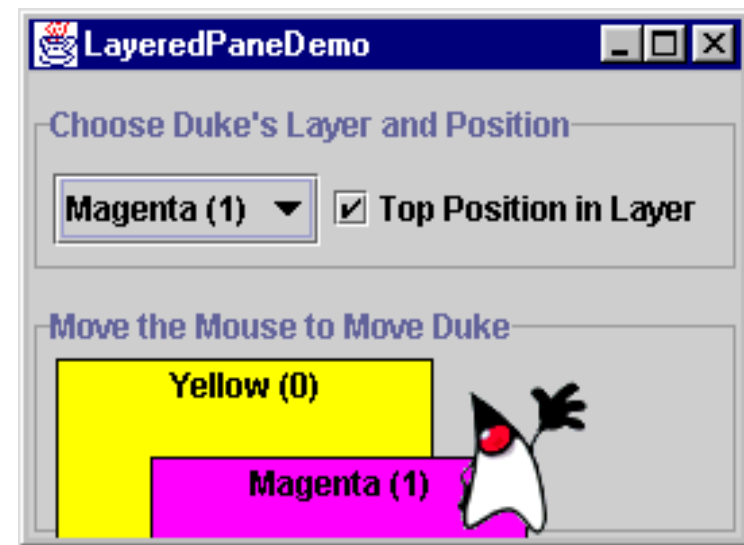 LayeredPaneDemo
Choose Duke's Layer and Position
Magenta (1) Top Position in Layer
Move the Mouse to Move Duke
Yellow (0)
Magenta (1)